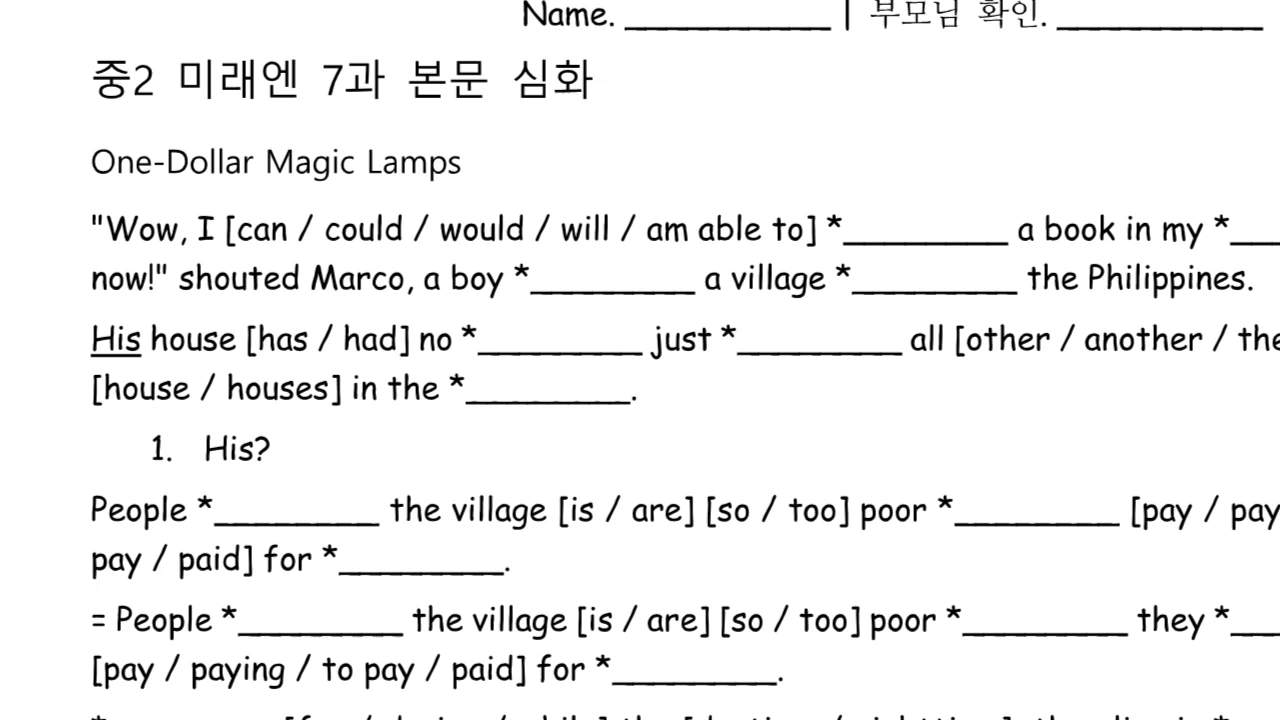 Name. __________ | 부모님 확인. __________
중2 미래엔 7과 본문 심화
One-Dollar Magic Lamps
"Wow, I [can / could / would / will / am able to] *________ a book in my *__
now!" shouted Marco, a boy *________ a village *________ the Philippines.
His house [has / had] no *________ just *________ all [other / another / the
[house / houses] in the *________.
1. His?
People *________ the village [is / are] [so / too] poor *________ [pay / pay
pay / paid] for *________.
= People *________ the village [is / are] [so / too] poor *________ they *__
[pay / paying / to pay / paid] for *________.